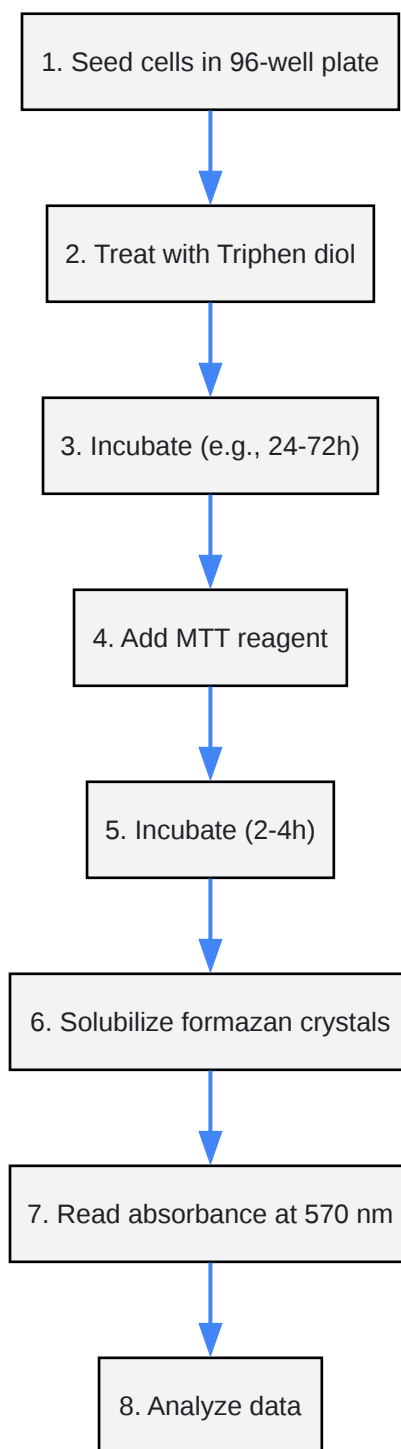 1. Seed cells in 96-well plate
2. Treat with Triphen diol
3. Incubate (e.g., 24-72h)
4. Add MTT reagent
5. Incubate (2-4h)
6. Solubilize formazan crystals
7. Read absorbance at 570 nm
8. Analyze data